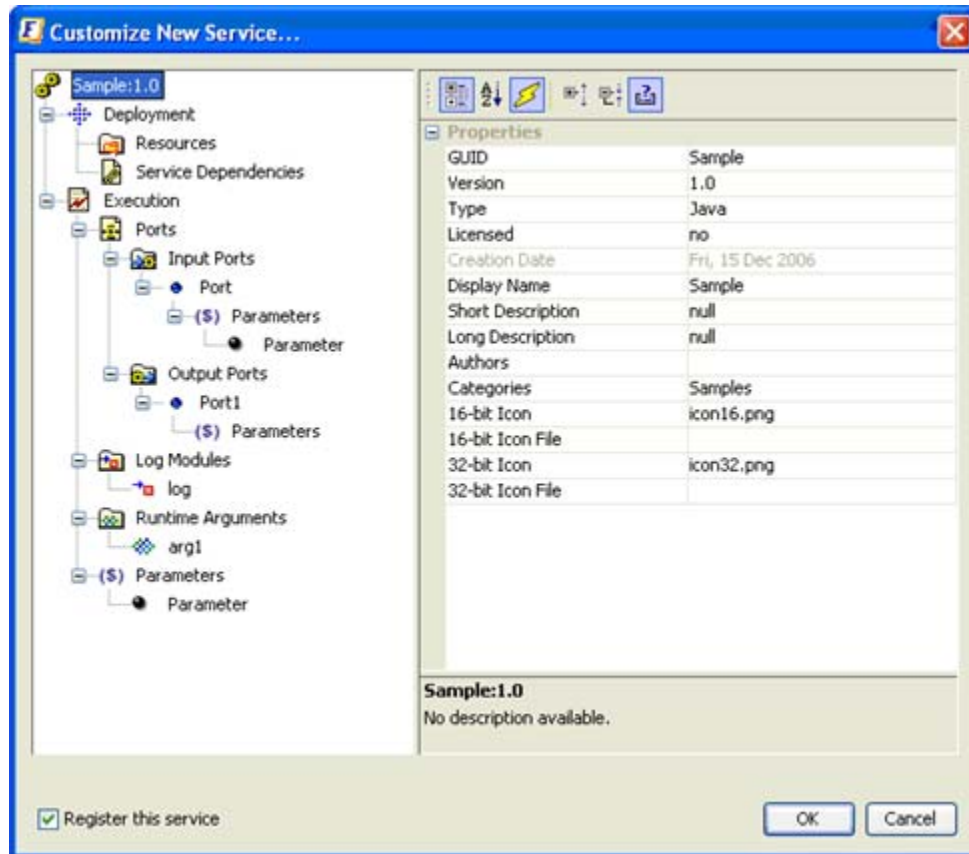 Customize New Service...
Sample:1.0
Deployment
Resources
Service Dependencies
Execution
Ports
Input Ports
Port
($) Parameters
Parameter
Output Ports
Port1
($) Parameters
Log Modules
log
Runtime Arguments
arg1
($) Parameters
Parameter
Properties
GUID Sample
Version 1.0
Type Java
Licensed no
Creation Date Fri, 15 Dec 2006
Display Name Sample
Short Description null
Long Description null
Authors
Categories Samples
16-bit Icon icon16.png
16-bit Icon File
32-bit Icon icon32.png
32-bit Icon File
Sample:1.0
No description available.
Register this service
OK Cancel